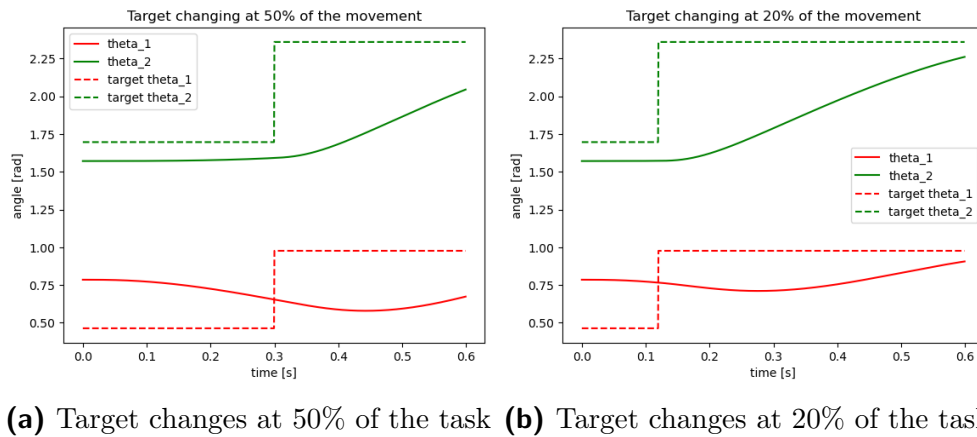 Target changing at 50% of the movement
theta_1
theta_2
target theta_1
target theta_2
angle [rad]
2.25
2.00
1.75
1.50
1.25
1.00
0.75
0.50
0.0 0.1 0.2 0.3 0.4 0.5 0.6
time [s]
Target changing at 20% of the movement
theta_1
theta_2
target theta_1
target theta_2
angle [rad]
2.25
2.00
1.75
1.50
1.25
1.00
0.75
0.50
0.0 0.1 0.2 0.3 0.4 0.5 0.6
time [s]
(a) Target changes at 50% of the task
(b) Target changes at 20% of the tas